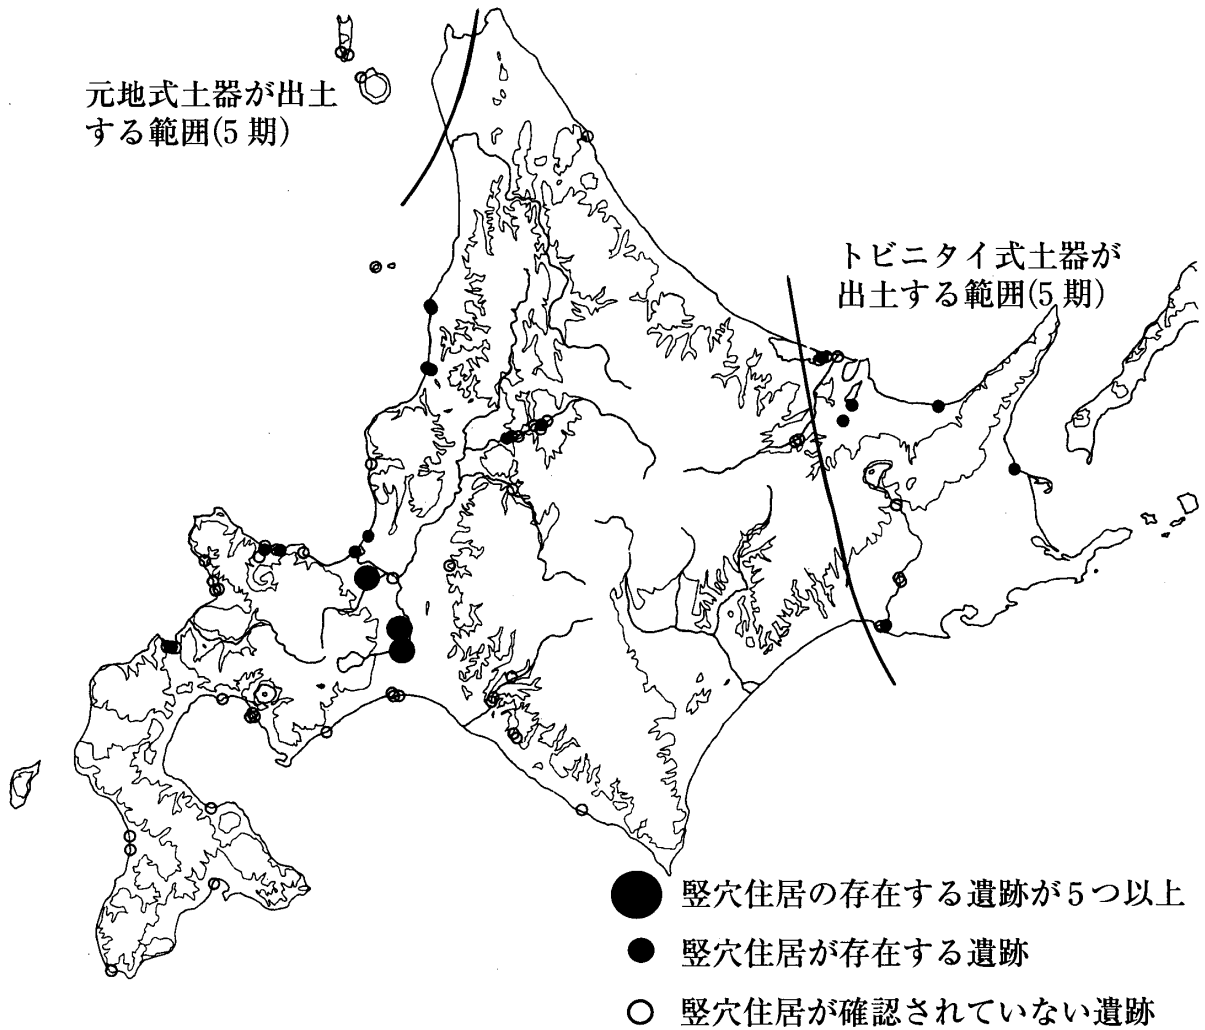 元地式土器が出土
する範囲(5期)
トビニタイ式土器が
出土する範囲(5期)
竪穴住居の存在する遺跡が5つ以上
竪穴住居が存在する遺跡
竪穴住居が確認されていない遺跡